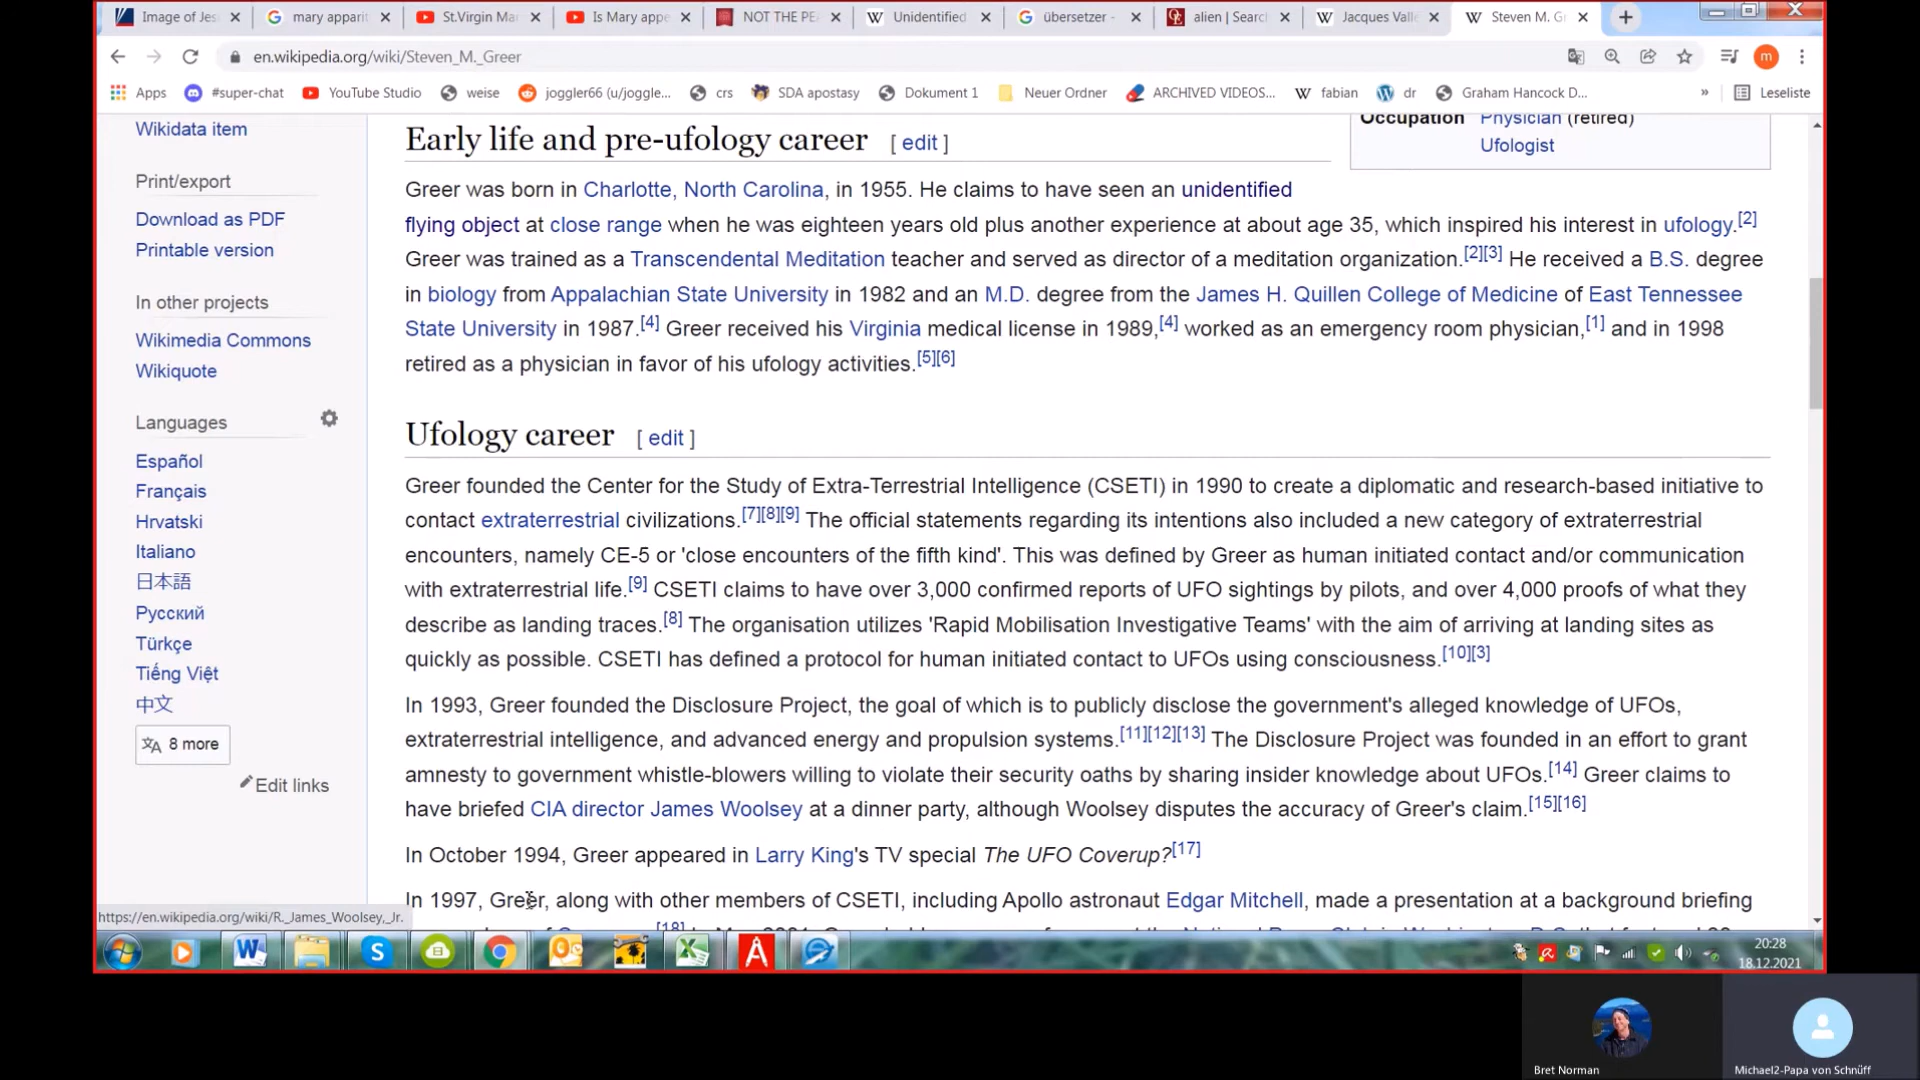 Image of Jes
mary apparit
St.Virgin Ma
Is Mary appe
NOT THE PE
Unidentified
übersetzer -
alien | Searc
Jacques Vall
Steven M. Gr
en.wikipedia.org/wiki/Steven_M._Greer
m
Apps
#super-chat
YouTube Studio
weise
joggler66 (u/joggle...
crs
SDA apostasy
Dokument 1
Neuer Ordner
ARCHIVED VIDEOS...
fabian
dr
Graham Hancock D...
»
Leseliste
Wikidata item
Print/export
Download as PDF
Printable version
In other projects
Wikimedia Commons
Wikiquote
Languages
Español
Français
Hrvatski
Italiano
日本語
Русский
Türkçe
Tiếng Việt
中文
8 more
Edit links
Occupation Physician (retired)
Ufologist
Early life and pre-ufology career [ edit ]
Greer was born in Charlotte, North Carolina, in 1955. He claims to have seen an unidentified
flying object at close range when he was eighteen years old plus another experience at about age 35, which inspired his interest in ufology.[2]
Greer was trained as a Transcendental Meditation teacher and served as director of a meditation organization.[2][3] He received a B.S. degree
in biology from Appalachian State University in 1982 and an M.D. degree from the James H. Quillen College of Medicine of East Tennessee
State University in 1987.[4] Greer received his Virginia medical license in 1989,[4] worked as an emergency room physician,[1] and in 1998
retired as a physician in favor of his ufology activities.[5][6]
Ufology career [ edit ]
Greer founded the Center for the Study of Extra-Terrestrial Intelligence (CSETI) in 1990 to create a diplomatic and research-based initiative to
contact extraterrestrial civilizations.[7][8][9] The official statements regarding its intentions also included a new category of extraterrestrial
encounters, namely CE-5 or 'close encounters of the fifth kind'. This was defined by Greer as human initiated contact and/or communication
with extraterrestrial life.[9] CSETI claims to have over 3,000 confirmed reports of UFO sightings by pilots, and over 4,000 proofs of what they
describe as landing traces.[8] The organisation utilizes 'Rapid Mobilisation Investigative Teams' with the aim of arriving at landing sites as
quickly as possible. CSETI has defined a protocol for human initiated contact to UFOs using consciousness.[10][3]
In 1993, Greer founded the Disclosure Project, the goal of which is to publicly disclose the government's alleged knowledge of UFOs,
extraterrestrial intelligence, and advanced energy and propulsion systems.[11][12][13] The Disclosure Project was founded in an effort to grant
amnesty to government whistle-blowers willing to violate their security oaths by sharing insider knowledge about UFOs.[14] Greer claims to
have briefed CIA director James Woolsey at a dinner party, although Woolsey disputes the accuracy of Greer's claim.[15][16]
In October 1994, Greer appeared in Larry King's TV special The UFO Coverup?[17]
In 1997, Greer, along with other members of CSETI, including Apollo astronaut Edgar Mitchell, made a presentation at a background briefing
[18]
https://en.wikipedia.org/wiki/R._James_Woolsey,_Jr.
20:28
18.12.2021
Bret Norman
Michael2-Papa von Schnüff